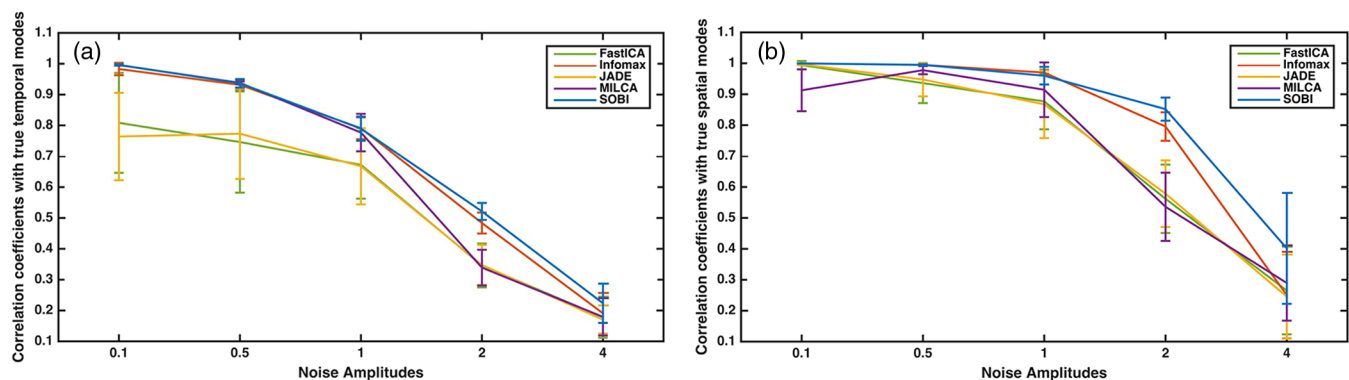 (a)
Correlation coefficients with true temporal modes
1.1
1
0.9
0.8
0.7
0.6
0.5
0.4
0.3
0.2
0.1
FastICA
Infomax
JADE
MILCA
SOBI
0.1 0.5 1 2 4
Noise Amplitudes
(b)
Correlation coefficients with true spatial modes
1.1
1
0.9
0.8
0.7
0.6
0.5
0.4
0.3
0.2
0.1
FastICA
Infomax
JADE
MILCA
SOBI
0.1 0.5 1 2 4
Noise Amplitudes